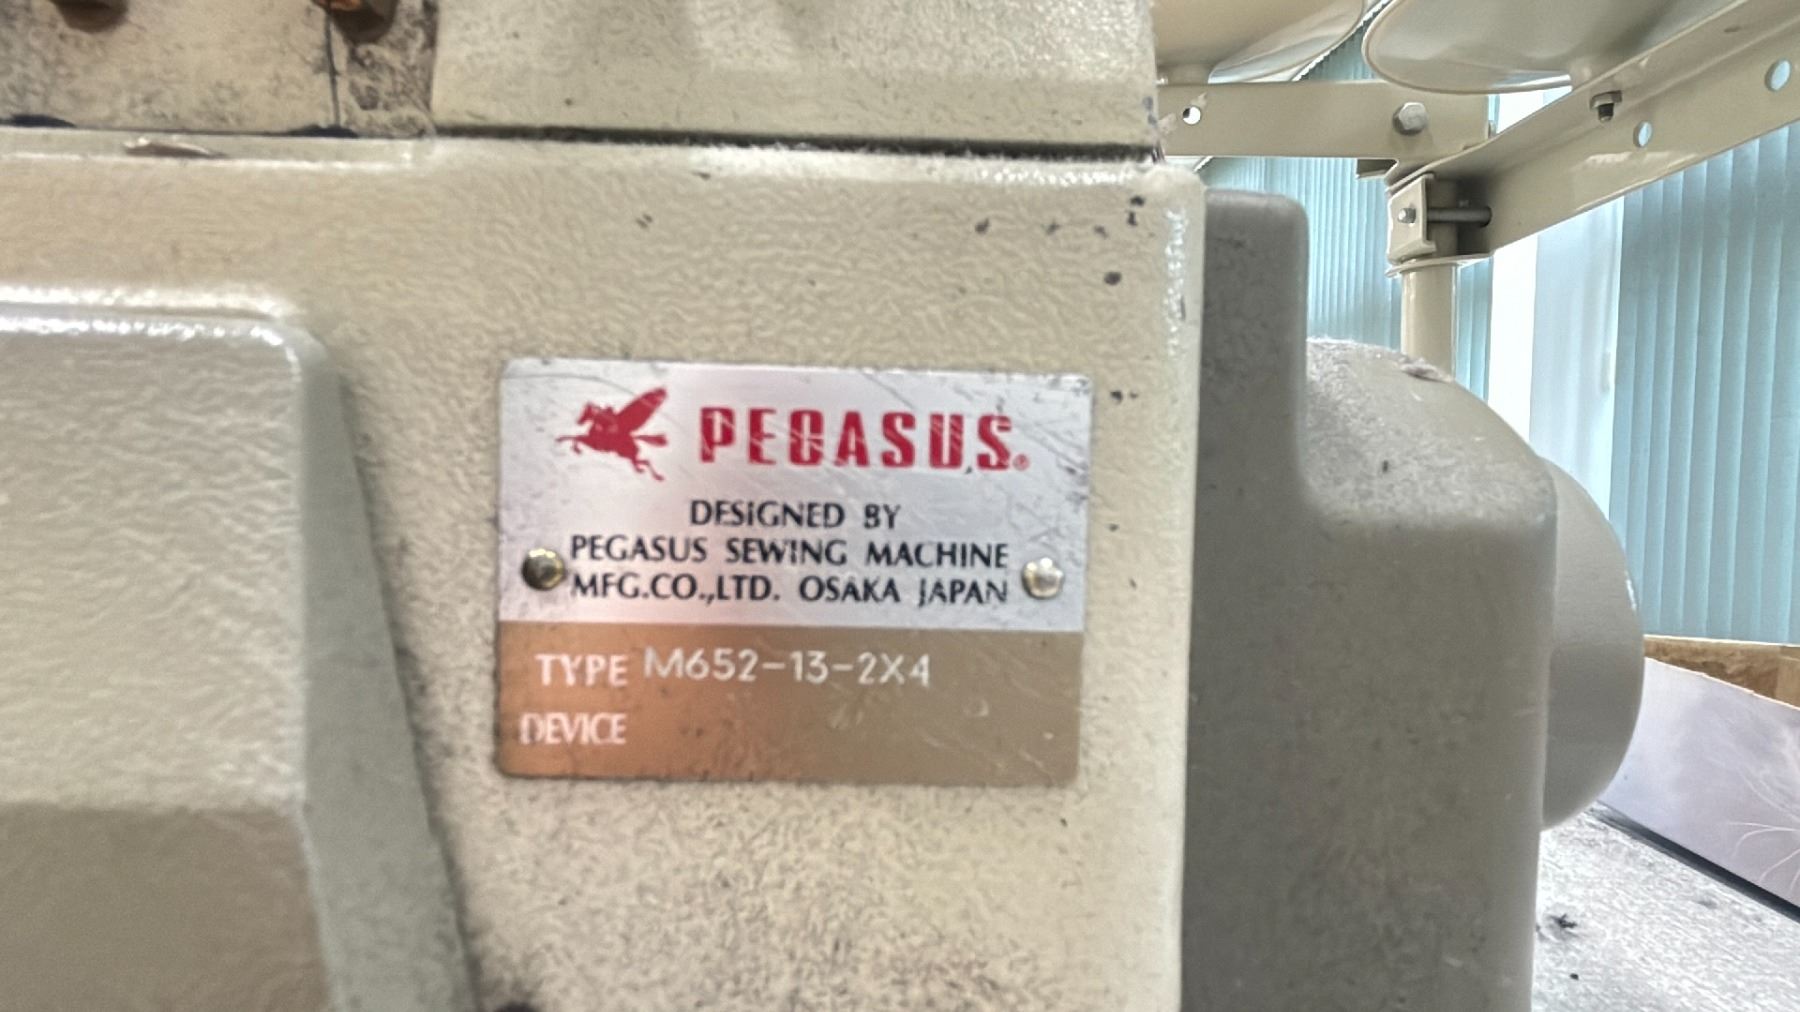 PEGASUS®
DESIGNED BY
PEGASUS SEWING MACHINE
MFG.CO.,LTD. OSAKA JAPAN
TYPE M652-13-2X4
DEVICE